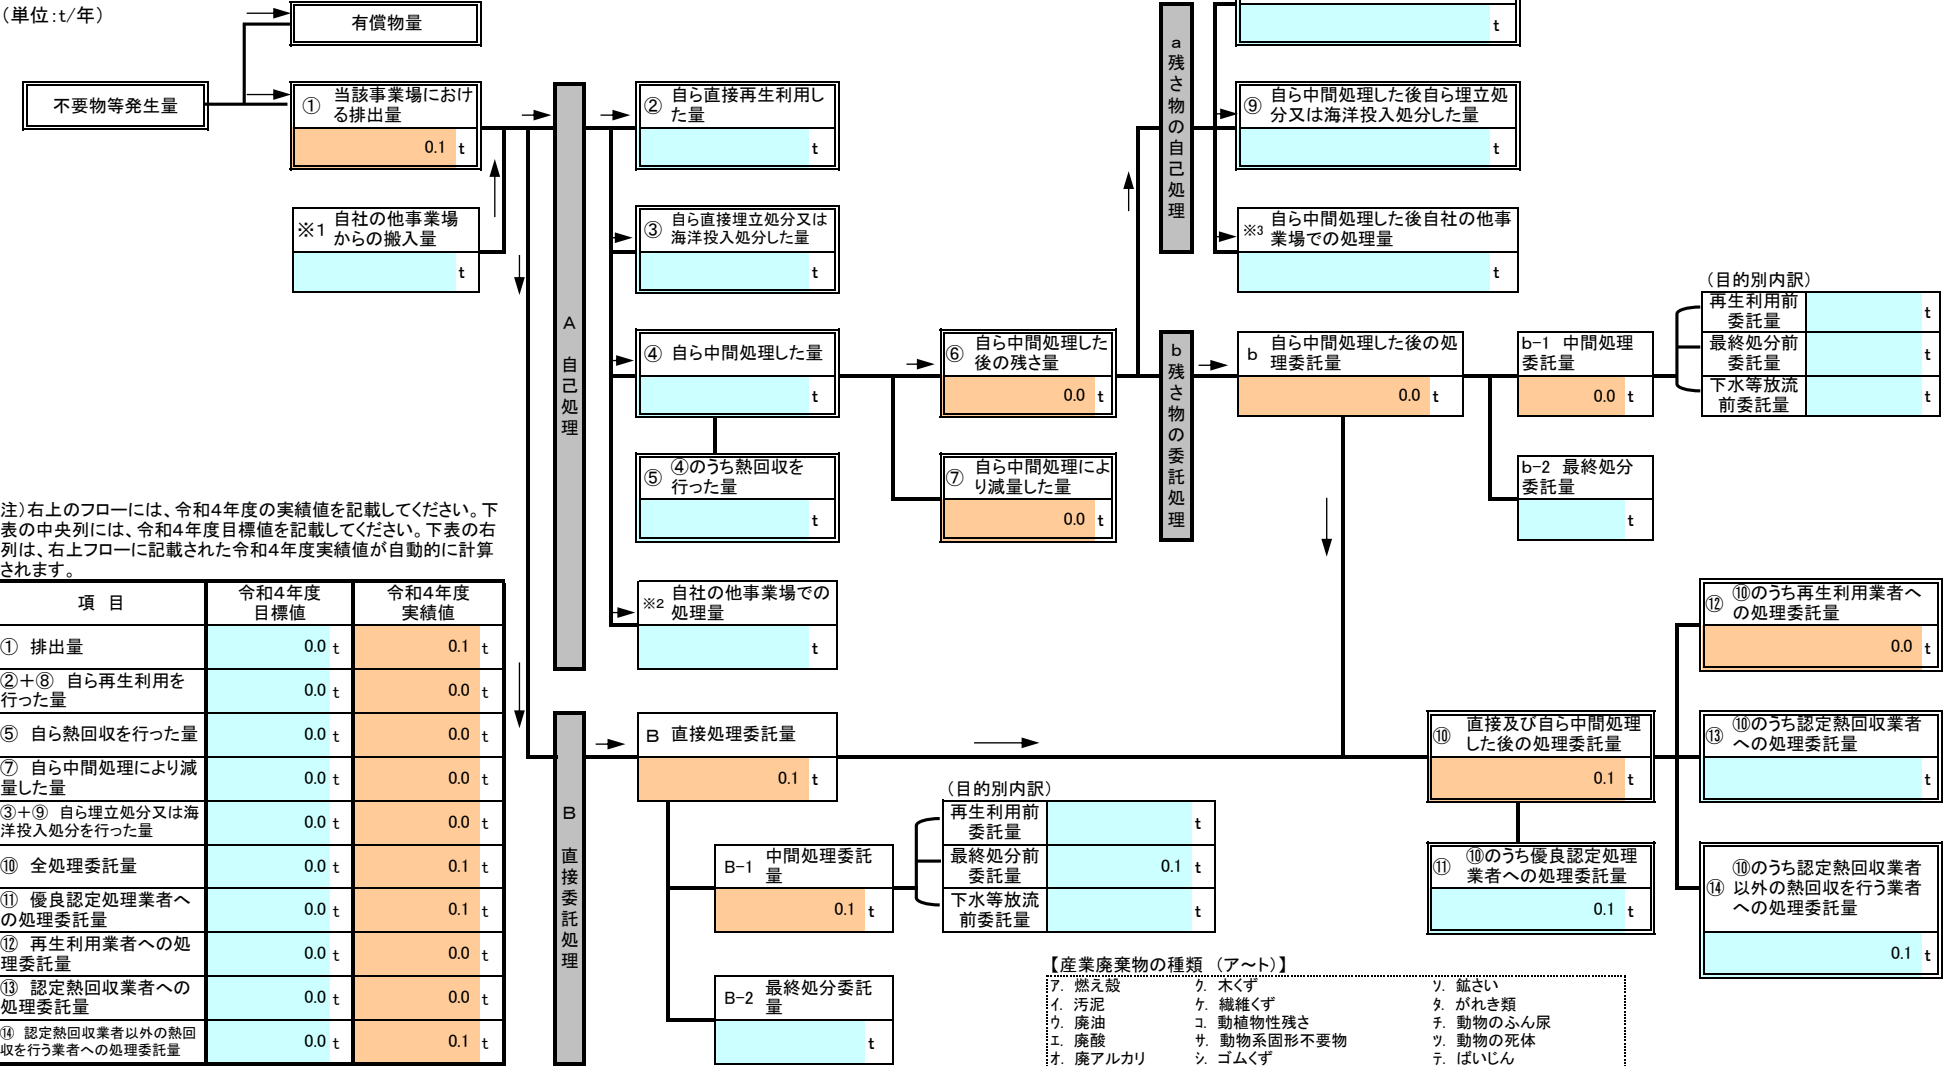 （単位：t/年）
有償物量
不要物等発生量
① 当該事業場におけ
る排出量
0.1 t
※1 自社の他事業場
からの搬入量
t
A 自己処理
② 自ら直接再生利用し
た量
t
③ 自ら直接埋立処分又は
海洋投入処分した量
t
④ 自ら中間処理した量
t
⑤ ④のうち熱回収を
行った量
t
※2 自社の他事業場での
処理量
t
⑥ 自ら中間処理した
後の残さ量
0.0 t
⑦ 自ら中間処理によ
り減量した量
0.0 t
a残さ物の自己処理
t
⑨ 自ら中間処理した後自ら埋立処
分又は海洋投入処分した量
t
※3 自ら中間処理した後自社の他事
業場での処理量
t
b残さ物の委託処理
b 自ら中間処理した後の処
理委託量
0.0 t
b-1 中間処理
委託量
0.0 t
b-2 最終処分
委託量
t
（目的別内訳）
再生利用前
委託量
t
最終処分前
委託量
t
下水等放流
前委託量
t
注）右上のフローには、令和4年度の実績値を記載してください。下
表の中央列には、令和4年度目標値を記載してください。下表の右
列は、右上フローに記載された令和4年度実績値が自動的に計算
されます。
項 目
令和4年度
目標値
令和4年度
実績値
① 排出量 0.0 t 0.1 t
②＋⑧ 自ら再生利用を
行った量 0.0 t 0.0 t
⑤ 自ら熱回収を行った量 0.0 t 0.0 t
⑦ 自ら中間処理により減
量した量 0.0 t 0.0 t
③＋⑨ 自ら埋立処分又は海
洋投入処分を行った量 0.0 t 0.0 t
⑩ 全処理委託量 0.0 t 0.1 t
⑪ 優良認定処理業者へ
の処理委託量 0.0 t 0.1 t
⑫ 再生利用業者への処
理委託量 0.0 t 0.0 t
⑬ 認定熱回収業者への
処理委託量 0.0 t 0.0 t
⑭ 認定熱回収業者以外の熱回
収を行う業者への処理委託量 0.0 t 0.1 t
B 直接委託処理
B 直接処理委託量
0.1 t
B-1 中間処理委託
量
0.1 t
B-2 最終処分委託
量
t
（目的別内訳）
再生利用前
委託量
t
最終処分前
委託量
0.1 t
下水等放流
前委託量
t
⑩ 直接及び自ら中間処理
した後の処理委託量
0.1 t
⑪ ⑩のうち優良認定処理
業者への処理委託量
0.1 t
⑫ ⑩のうち再生利用業者へ
の処理委託量
0.0 t
⑬ ⑩のうち認定熱回収業者
への処理委託量
t
⑭ ⑩のうち認定熱回収業者
以外の熱回収を行う業者
への処理委託量
0.1 t
【産業廃棄物の種類 （ア～ト）】
ア. 燃え殻 ク. 木くず ソ. 鉱さい
イ. 汚泥 ケ. 繊維くず タ. がれき類
ウ. 廃油 コ. 動植物性残さ チ. 動物のふん尿
エ. 廃酸 サ. 動物系固形不要物 ツ. 動物の死体
オ. 廃アルカリ シ. ゴムくず テ. ばいじん